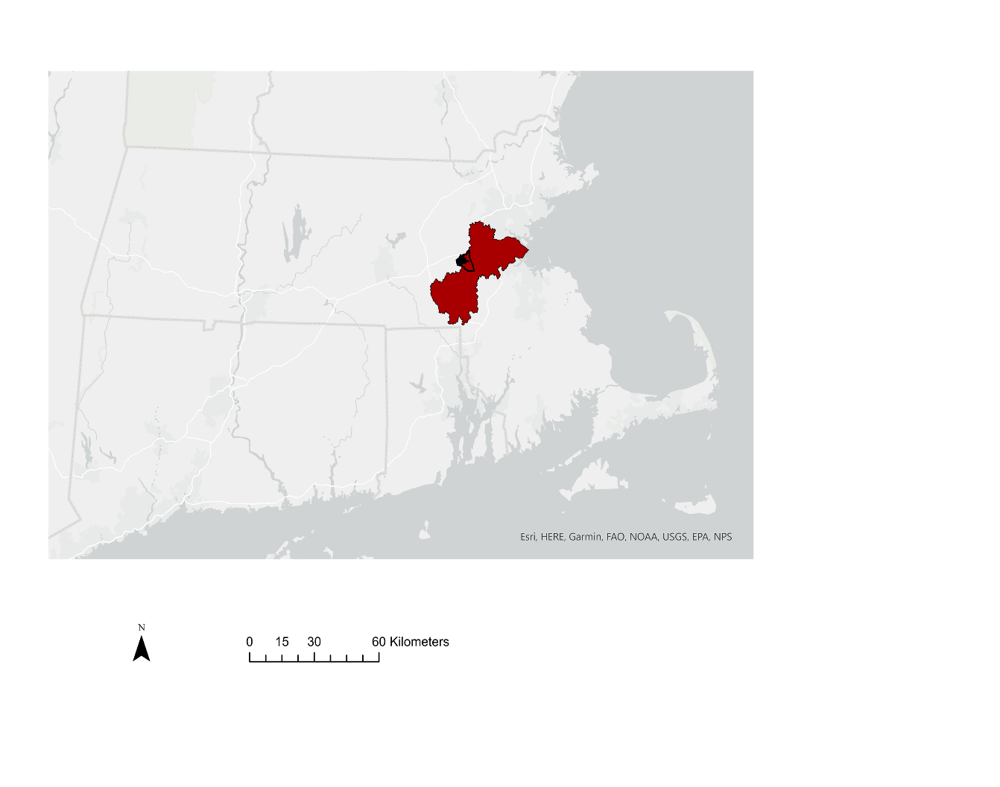 Esri, HERE, Garmin, FAO, NOAA, USGS, EPA, NPS
N
0 15 30 60 Kilometers